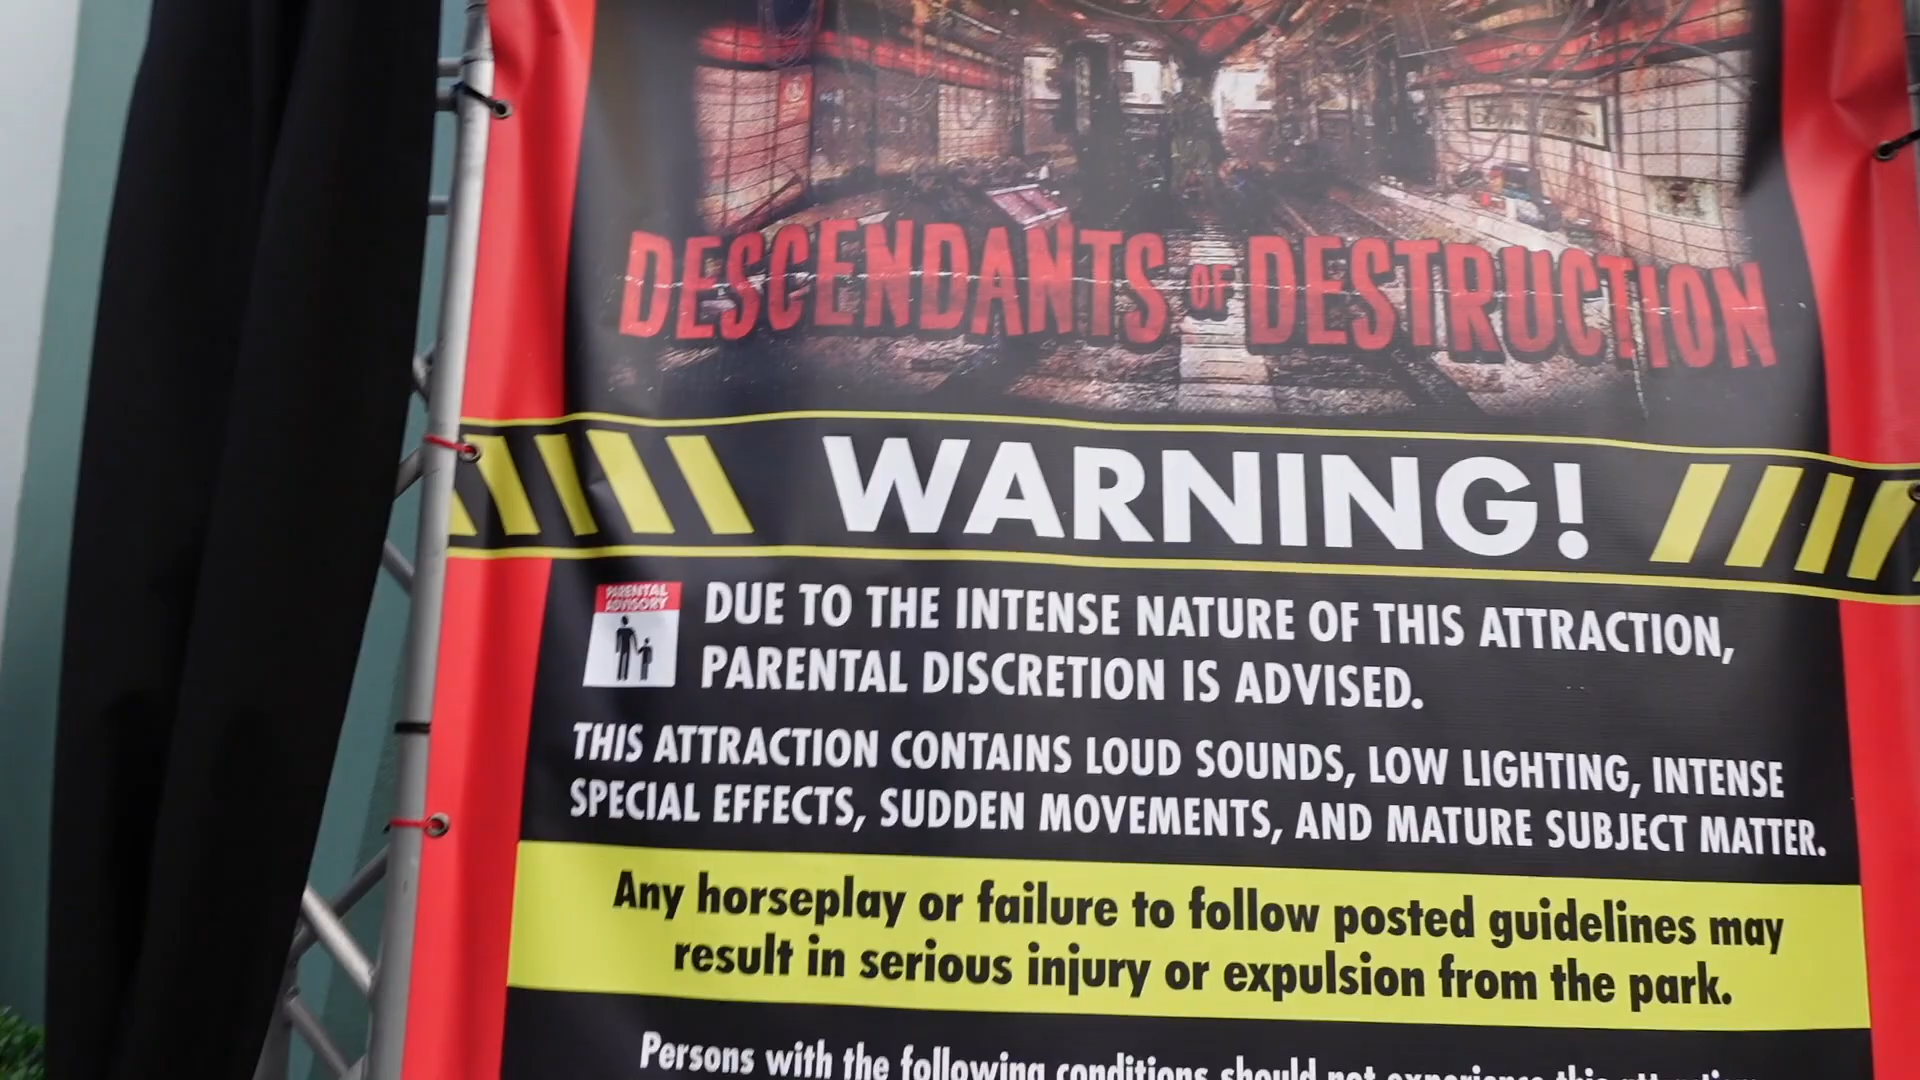 DOWNTOWN
DESCENDANTS OF DESTRUCTION
WARNING!
PARENTAL
ADVISORY
DUE TO THE INTENSE NATURE OF THIS ATTRACTION,
PARENTAL DISCRETION IS ADVISED.
THIS ATTRACTION CONTAINS LOUD SOUNDS, LOW LIGHTING, INTENSE
SPECIAL EFFECTS, SUDDEN MOVEMENTS, AND MATURE SUBJECT MATTER.
Any horseplay or failure to follow posted guidelines may
result in serious injury or expulsion from the park.
Persons with the following conditions should not experience this